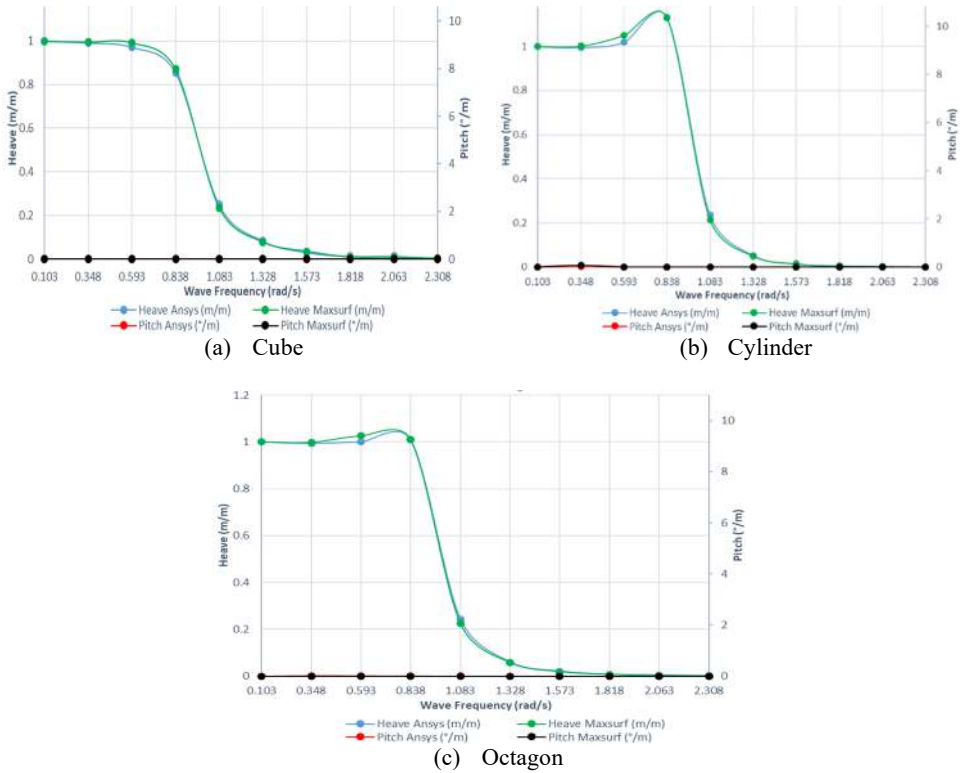 Heave (m/m)
1
0.8
0.6
0.4
0.2
0
Pitch (°/m)
10
8
6
4
2
0
0.103 0.348 0.593 0.838 1.083 1.328 1.573 1.818 2.063 2.308
Wave Frequency (rad/s)
Heave Ansys (m/m) Heave Maxsurf (m/m)
Pitch Ansys (°/m) Pitch Maxsurf (°/m)
(a) Cube
Heave (m/m)
1
0.8
0.6
0.4
0.2
0
Pitch (°/m)
10
8
6
4
2
0
0.103 0.348 0.593 0.838 1.083 1.328 1.573 1.818 2.063 2.308
Wave Frequency (rad/s)
Heave Ansys (m/m) Heave Maxsurf (m/m)
Pitch Ansys (°/m) Pitch Maxsurf (°/m)
(b) Cylinder
Heave (m/m)
1.2
1
0.8
0.6
0.4
0.2
0
Pitch (°/m)
10
8
6
4
2
0
0.103 0.348 0.593 0.838 1.083 1.328 1.573 1.818 2.063 2.308
Wave Frequency (rad/s)
Heave Ansys (m/m) Heave Maxsurf (m/m)
Pitch Ansys (°/m) Pitch Maxsurf (°/m)
(c) Octagon